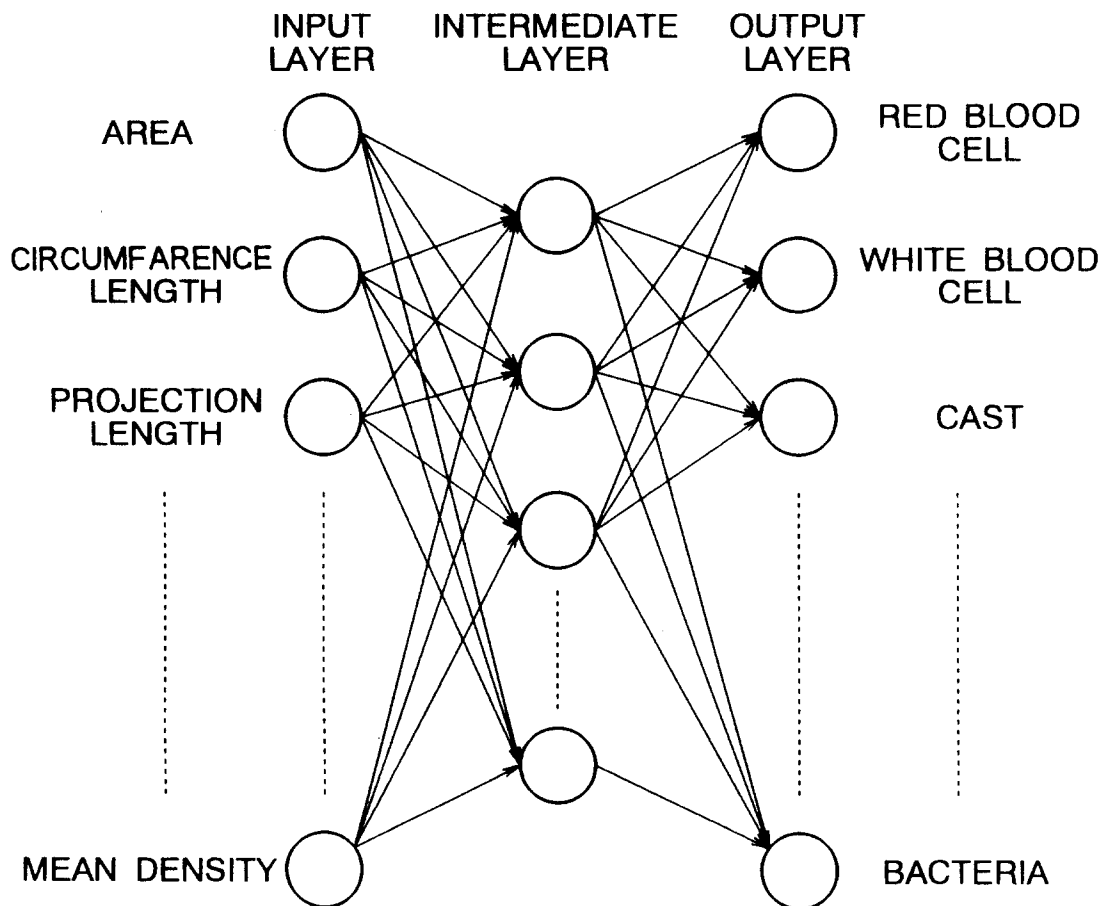 INPUT LAYER
INTERMEDIATE LAYER
OUTPUT LAYER
AREA
RED BLOOD
CELL
CIRCUMFARENCE
LENGTH
WHITE BLOOD
CELL
PROJECTION
LENGTH
CAST
MEAN DENSITY
BACTERIA